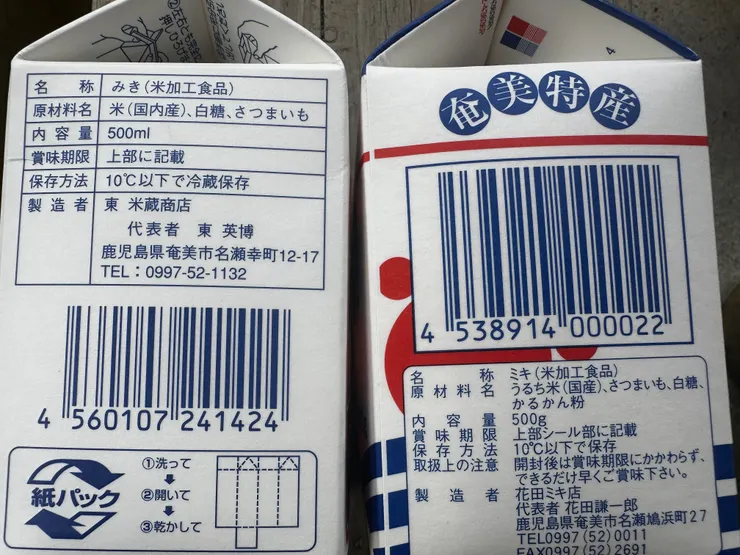 名称 みき(米加工食品)
原材料名 米(国内産)、白糖、さつまいも
内容量 500ml
賞味期限 上部に記載
保存方法 10℃以下で冷蔵保存
製造者 東 米蔵商店
代表者 東 英博
鹿児島県奄美市名瀬幸町12-17
TEL:0997-52-1132
4 560107 241424
紙パック
①洗って
②開いて
③乾かして
4
奄美特産
4 538914 000022
名称 ミキ(米加工食品)
原材料名 うるち米(国産)、さつまいも、白糖、
かるかん粉
内容量 500g
賞味期限 上部シール部に記載
保存方法 10℃以下で保存
取扱上の注意 開封後は賞味期限にかかわらず、
できるだけ早くご賞味下さい。
製造者 花田ミキ店
代表者 花田謙一郎
鹿児島県奄美市名瀬鳩浜町27
TEL0997(52)0011
FAX0997(52)2691